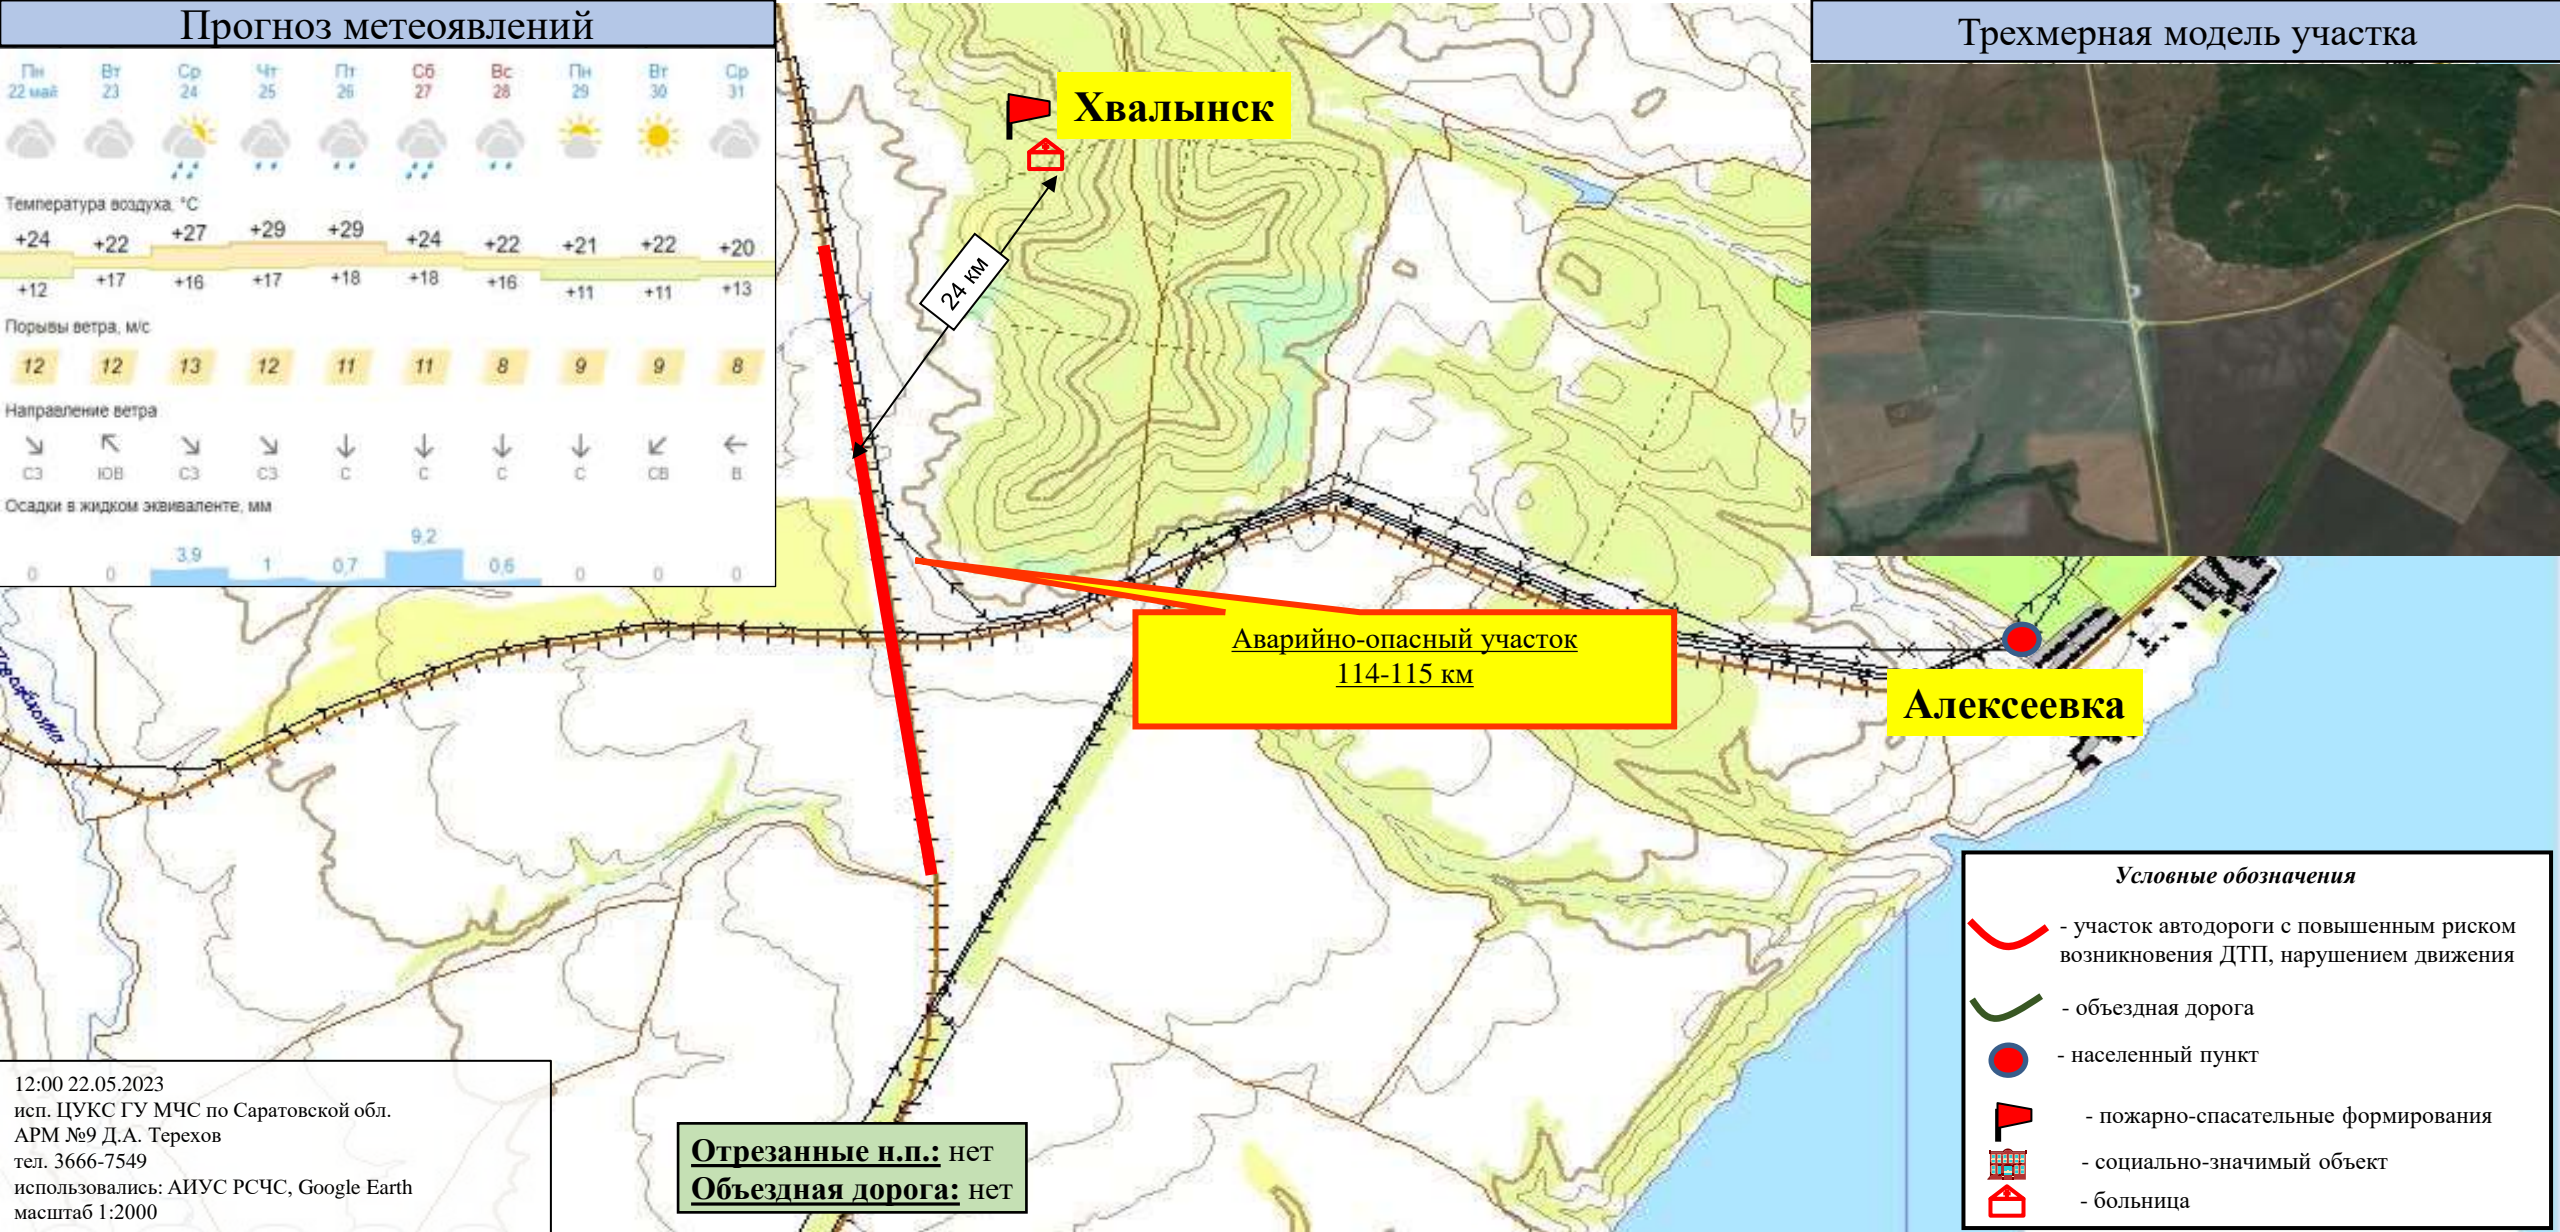 Прогноз метеоявлений
Пн Вт Ср Чт Пт Сб Вс Пн Вт Ср
22 май 23 24 25 26 27 28 29 30 31
Температура воздуха, °C
+24 +22 +27 +29 +29 +24 +22 +21 +22 +20
+12 +17 +16 +17 +18 +18 +16 +11 +11 +13
Порывы ветра, м/с
12 12 13 12 11 11 8 9 9 8
Направление ветра
СЗ ЮВ СЗ СЗ С С С С СВ В
Осадки в жидком эквиваленте, мм
0 0 3,9 1 0,7 9,2 0,6 0 0 0
Хвалынск
24 км
Трехмерная модель участка
Аварийно-опасный участок
114-115 км
Алексеевка
Условные обозначения
- участок автодороги с повышенным риском
возникновения ДТП, нарушением движения
- объездная дорога
- населенный пункт
- пожарно-спасательные формирования
- социально-значимый объект
- больница
12:00 22.05.2023
исп. ЦУКС ГУ МЧС по Саратовской обл.
АРМ №9 Д.А. Терехов
тел. 3666-7549
использовались: АИУС РСЧС, Google Earth
масштаб 1:2000
Отрезанные н.п.: нет
Объездная дорога: нет